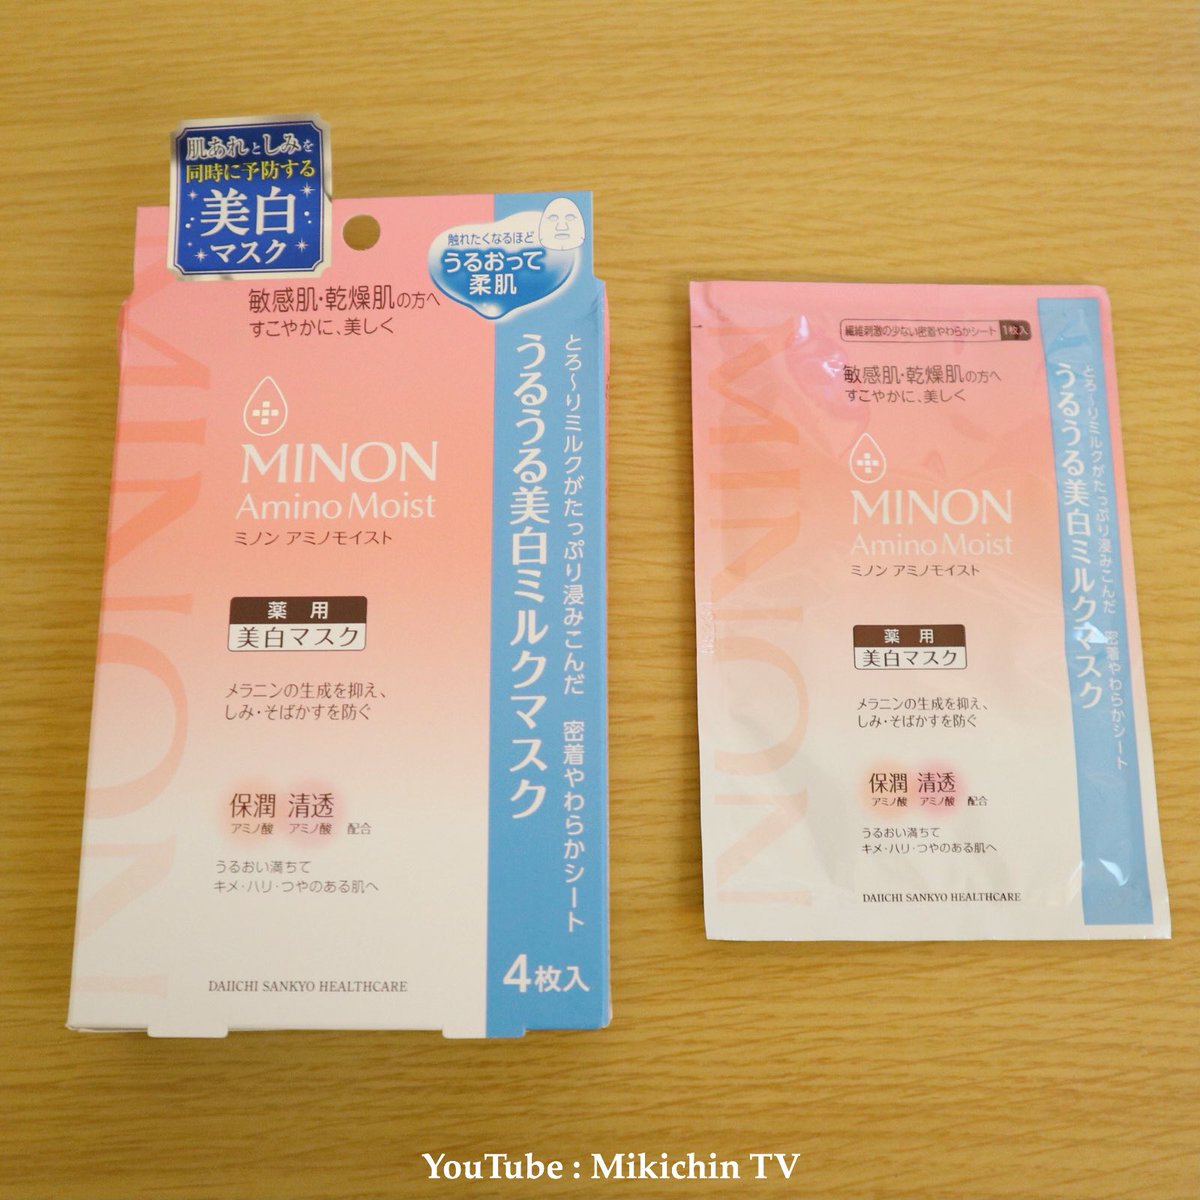 肌あれとしみを
同時に予防する
美白
マスク
触れたくなるほど
うるおって
柔肌
敏感肌・乾燥肌の方へ
すこやかに、美しく
MINON
MINON
Amino Moist
ミノン アミノモイスト
薬用
美白マスク
メラニンの生成を抑え、
しみ・そばかすを防ぐ
保潤 清透
アミノ酸 アミノ酸 配合
うるおい満ちて
キメ・ハリ・つやのある肌へ
DAIICHI SANKYO HEALTHCARE
とろ〜りミルクがたっぷり浸みこんだ 密着やわらかシート
うるうる美白ミルクマスク
4枚入
繊維刺激の少ない密着やわらかシート 1枚入
敏感肌・乾燥肌の方へ
すこやかに、美しく
MINON
MINON
Amino Moist
ミノン アミノモイスト
薬用
美白マスク
メラニンの生成を抑え、
しみ・そばかすを防ぐ
保潤 清透
アミノ酸 アミノ酸 配合
うるおい満ちて
キメ・ハリ・つやのある肌へ
DAIICHI SANKYO HEALTHCARE
とろ〜りミルクがたっぷり浸みこんだ 密着やわらかシート
うるうる美白ミルクマスク
YouTube : Mikichin TV